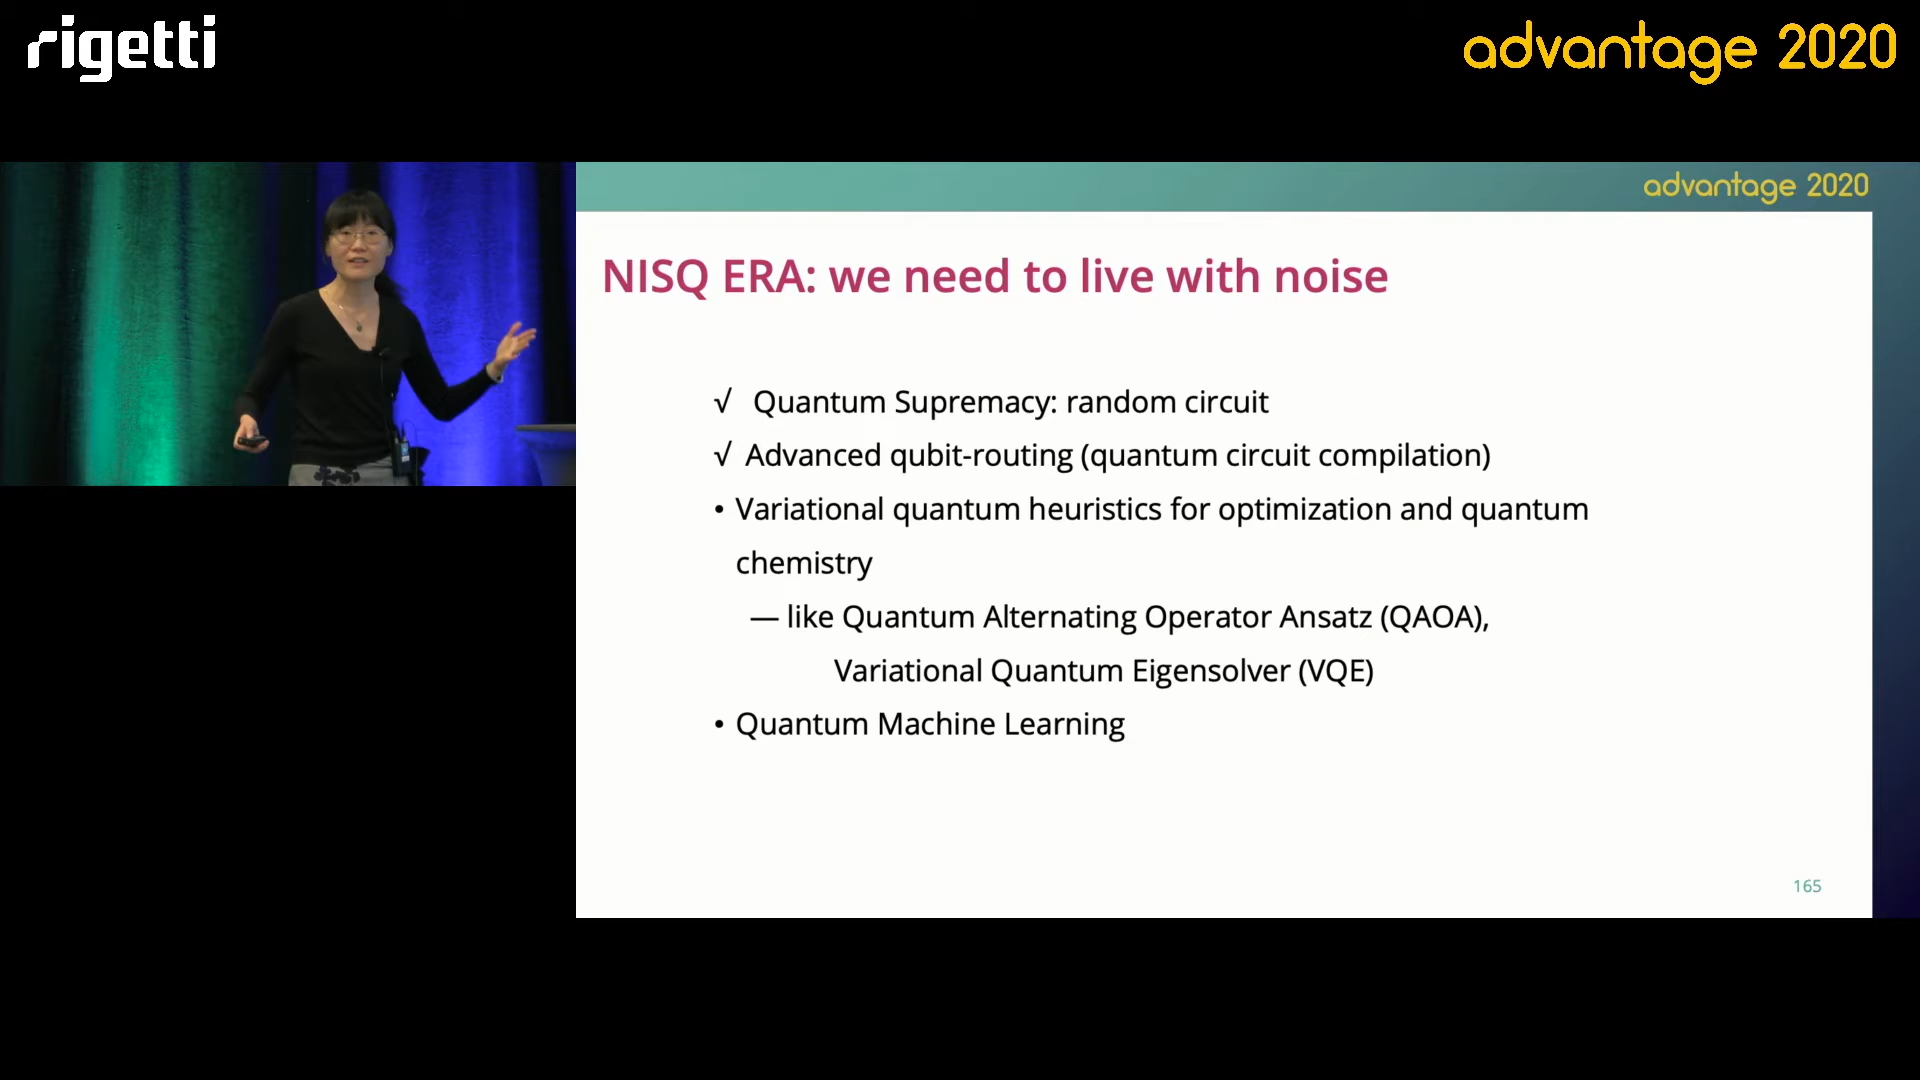 rigetti
advantage 2020
advantage 2020
NISQ ERA: we need to live with noise
√ Quantum Supremacy: random circuit
√ Advanced qubit-routing (quantum circuit compilation)
• Variational quantum heuristics for optimization and quantum
chemistry
— like Quantum Alternating Operator Ansatz (QAOA),
Variational Quantum Eigensolver (VQE)
• Quantum Machine Learning
165